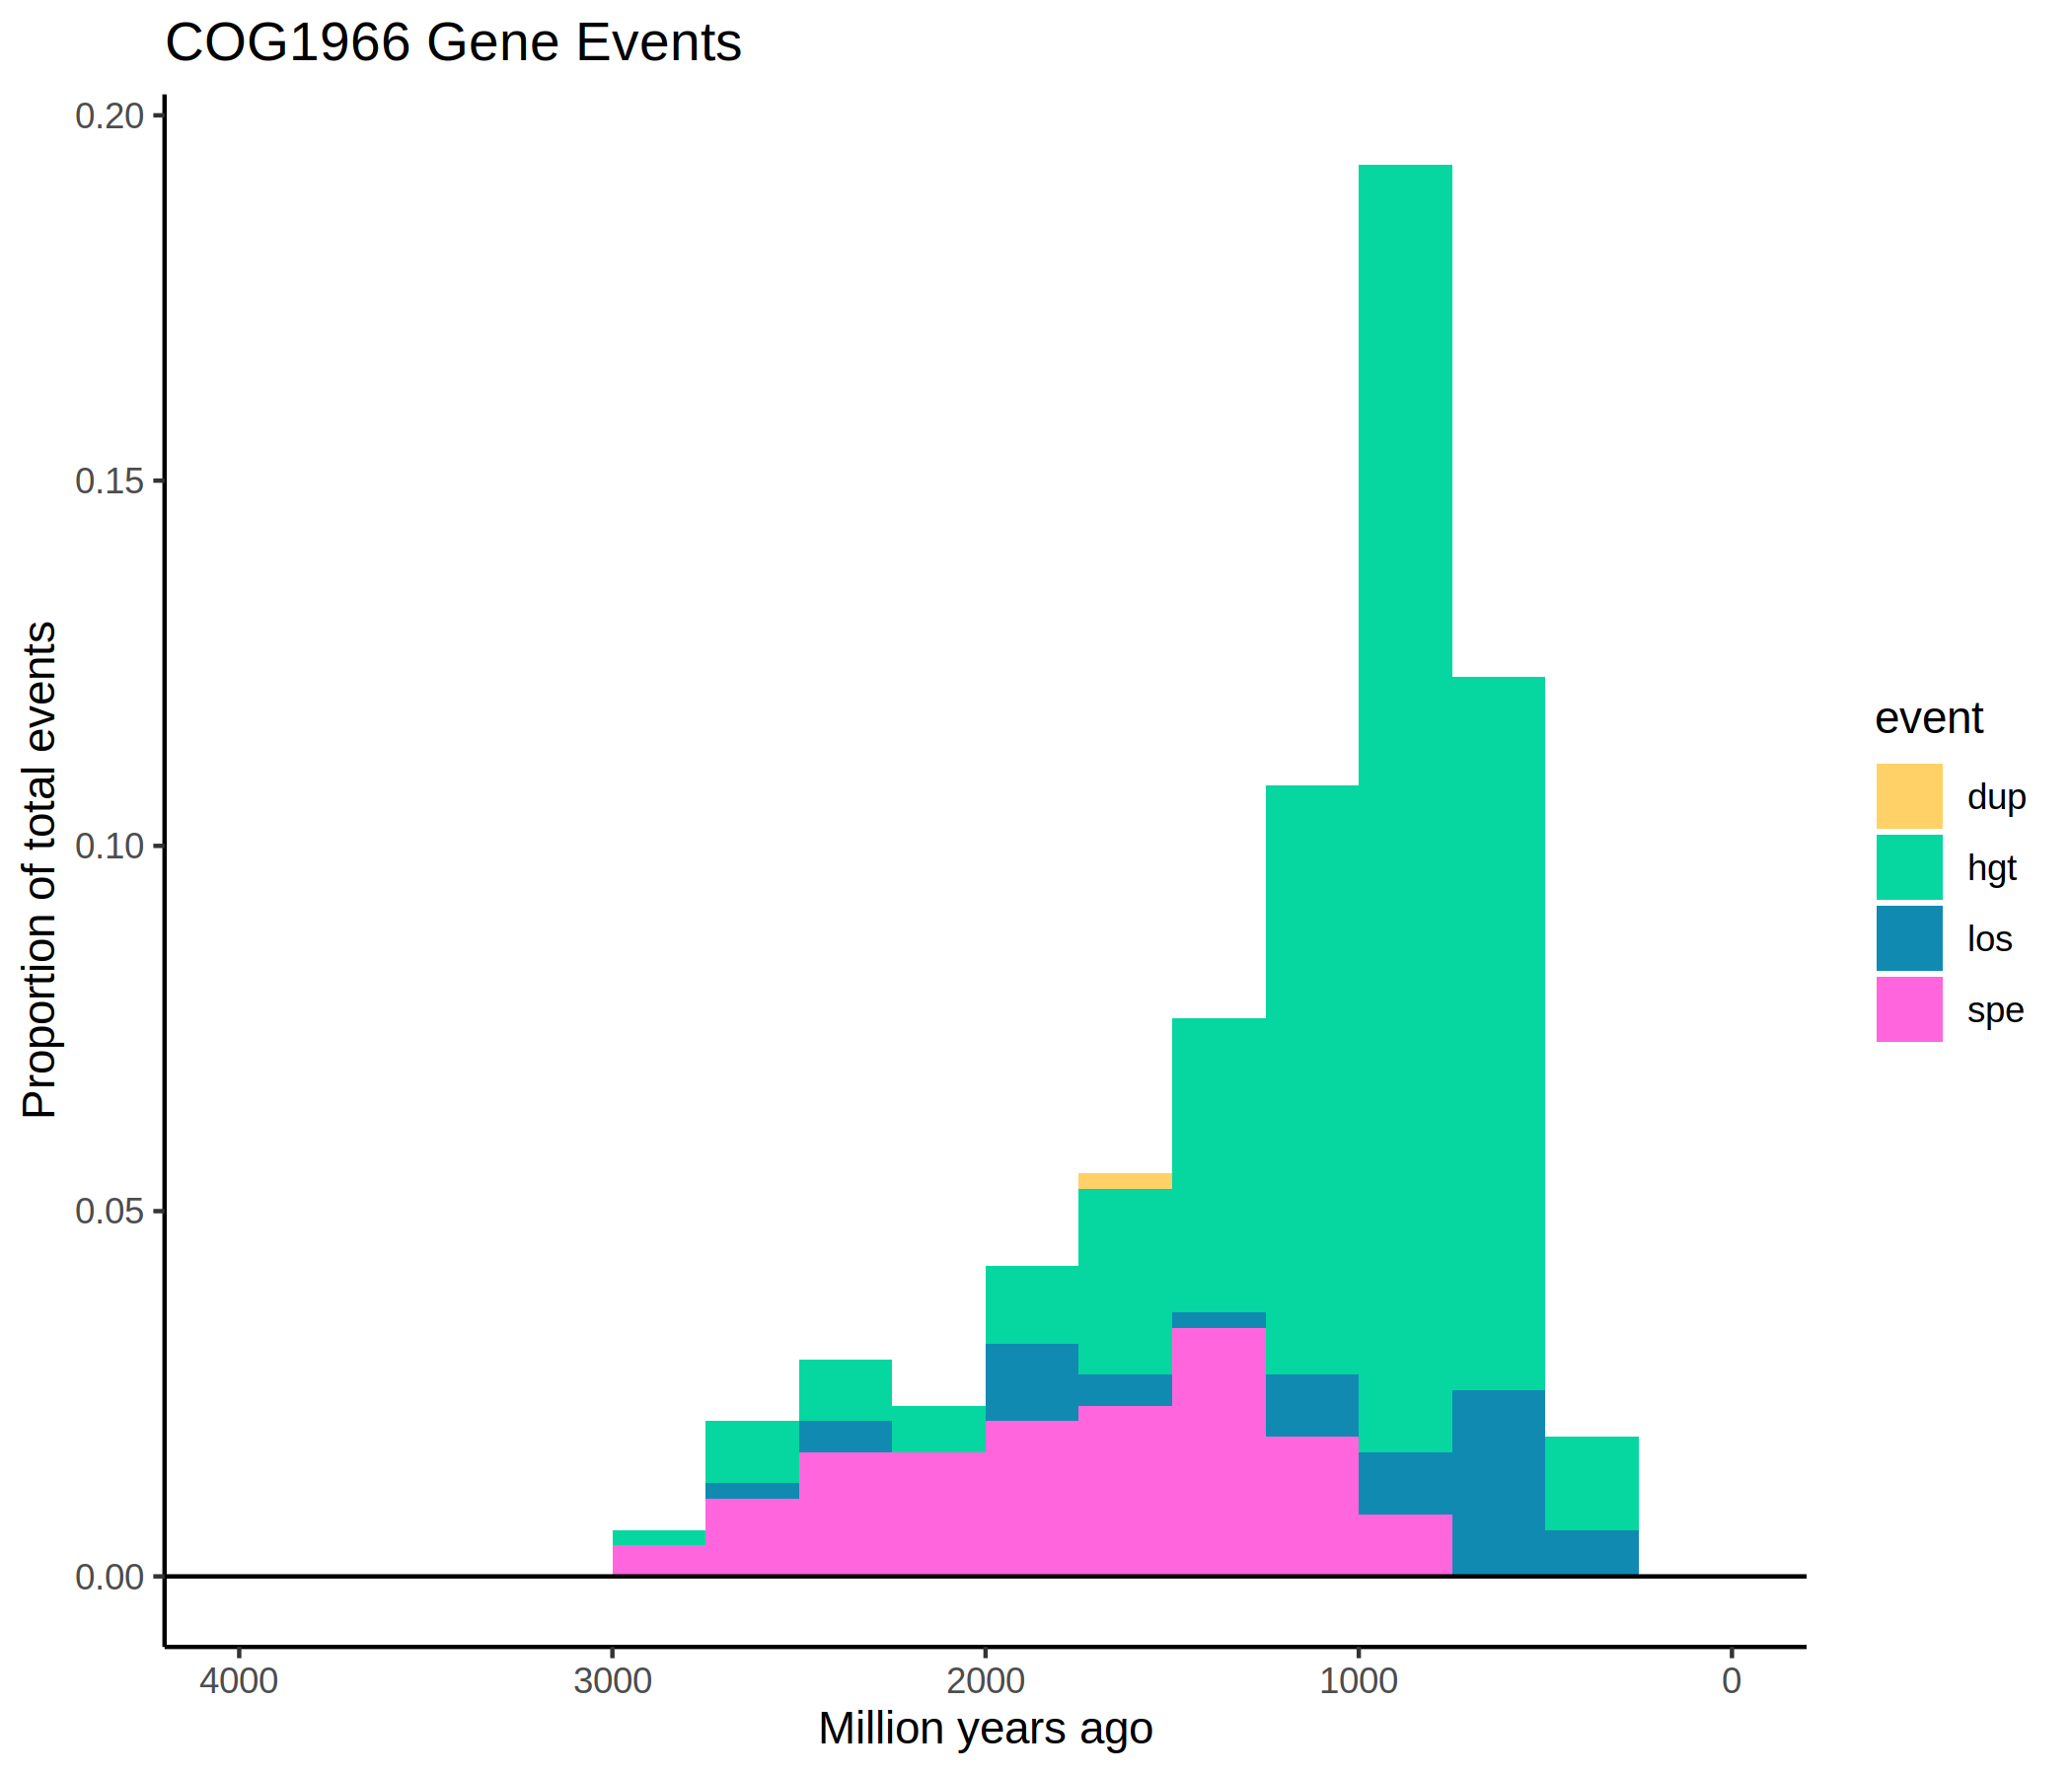 COG1966 Gene Events
0.20
0.15
0.10
0.05
0.00
Proportion of total events
4000
3000
2000
1000
0
Million years ago
event
dup
hgt
los
spe